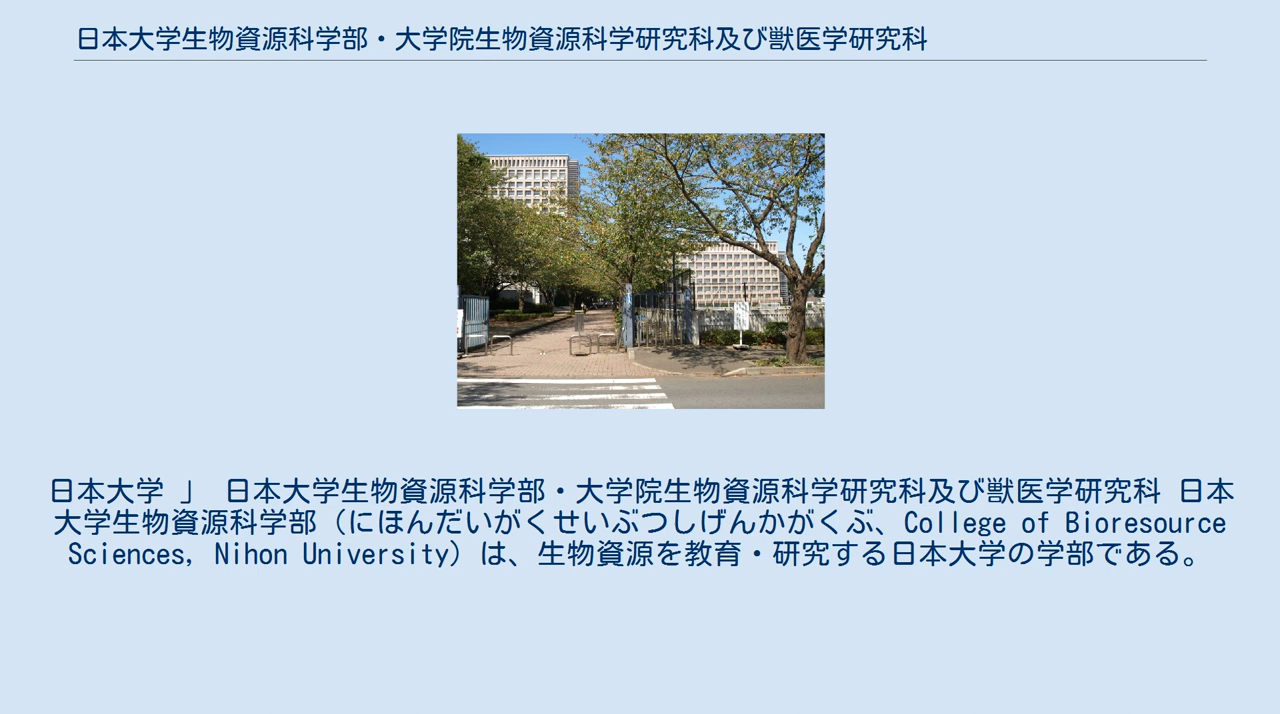 日本大学生物資源科学部・大学院生物資源科学研究科及び獣医学研究科
日本大学 」 日本大学生物資源科学部・大学院生物資源科学研究科及び獣医学研究科 日本
大学生物資源科学部（にほんだいがくせいぶつしげんかがくぶ、College of Bioresource
Sciences, Nihon University）は、生物資源を教育・研究する日本大学の学部である。